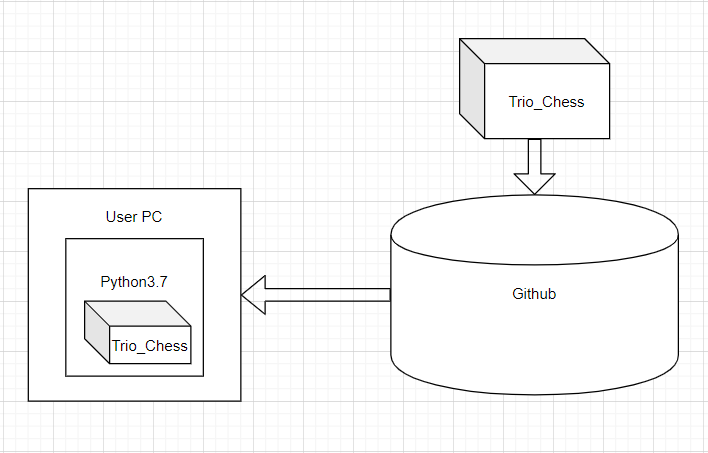 Trio_Chess
User PC
Python3.7
Github
Trio_Chess